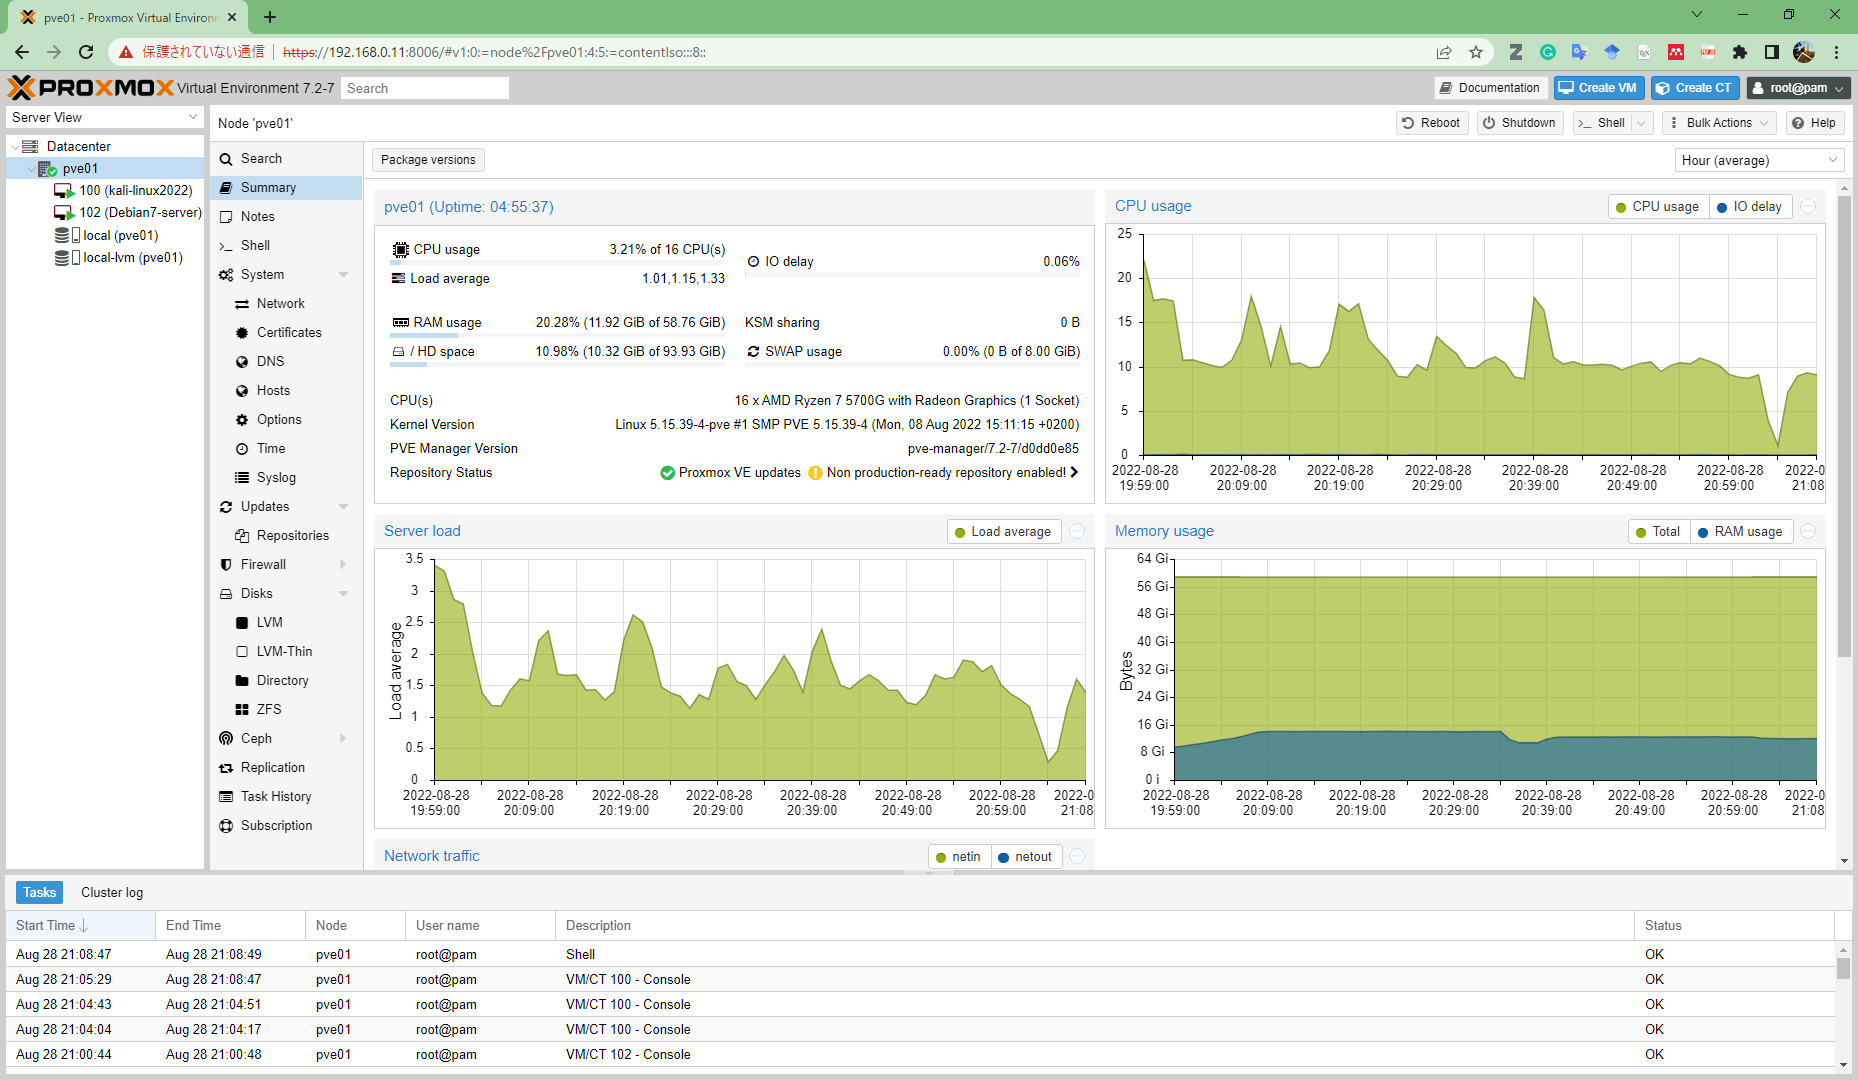 pve01 - Proxmox Virtual Environm
保護されていない通信 https://192.168.0.11:8006/#v1:0:=node%2Fpve01:4:5:=contentIso:::8::
PROXMOX Virtual Environment 7.2-7 Search Documentation Create VM Create CT root@pam
Server View
Node 'pve01' Reboot Shutdown Shell Bulk Actions Help
Datacenter
pve01
100 (kali-linux2022)
102 (Debian7-server)
local (pve01)
local-lvm (pve01)
Search
Summary
Notes
Shell
System
Network
Certificates
DNS
Hosts
Options
Time
Syslog
Updates
Repositories
Firewall
Disks
LVM
LVM-Thin
Directory
ZFS
Ceph
Replication
Task History
Subscription
Package versions Hour (average)
pve01 (Uptime: 04:55:37)
CPU usage 3.21% of 16 CPU(s)
IO delay 0.06%
Load average 1.01,1.15,1.33
RAM usage 20.28% (11.92 GiB of 58.76 GiB)
KSM sharing 0 B
/ HD space 10.98% (10.32 GiB of 93.93 GiB)
SWAP usage 0.00% (0 B of 8.00 GiB)
CPU(s) 16 x AMD Ryzen 7 5700G with Radeon Graphics (1 Socket)
Kernel Version Linux 5.15.39-4-pve #1 SMP PVE 5.15.39-4 (Mon, 08 Aug 2022 15:11:15 +0200)
PVE Manager Version pve-manager/7.2-7/d0dd0e85
Repository Status Proxmox VE updates Non production-ready repository enabled!
CPU usage CPU usage IO delay
25
20
15
10
5
0
2022-08-28 2022-08-28 2022-08-28 2022-08-28 2022-08-28 2022-08-28 2022-08-28 2022-0
19:59:00 20:09:00 20:19:00 20:29:00 20:39:00 20:49:00 20:59:00 21:08
Server load Load average
Load average
3.5
3
2.5
2
1.5
1
0.5
0
2022-08-28 2022-08-28 2022-08-28 2022-08-28 2022-08-28 2022-08-28 2022-08-28 2022-0
19:59:00 20:09:00 20:19:00 20:29:00 20:39:00 20:49:00 20:59:00 21:08
Memory usage Total RAM usage
Bytes
64 Gi
56 Gi
48 Gi
40 Gi
32 Gi
24 Gi
16 Gi
8 Gi
0 i
2022-08-28 2022-08-28 2022-08-28 2022-08-28 2022-08-28 2022-08-28 2022-08-28 2022-0
19:59:00 20:09:00 20:19:00 20:29:00 20:39:00 20:49:00 20:59:00 21:08
Network traffic netin netout
Tasks Cluster log
Start Time End Time Node User name Description Status
Aug 28 21:08:47 Aug 28 21:08:49 pve01 root@pam Shell OK
Aug 28 21:05:29 Aug 28 21:08:47 pve01 root@pam VM/CT 100 - Console OK
Aug 28 21:04:43 Aug 28 21:04:51 pve01 root@pam VM/CT 100 - Console OK
Aug 28 21:04:04 Aug 28 21:04:17 pve01 root@pam VM/CT 100 - Console OK
Aug 28 21:00:44 Aug 28 21:00:48 pve01 root@pam VM/CT 102 - Console OK